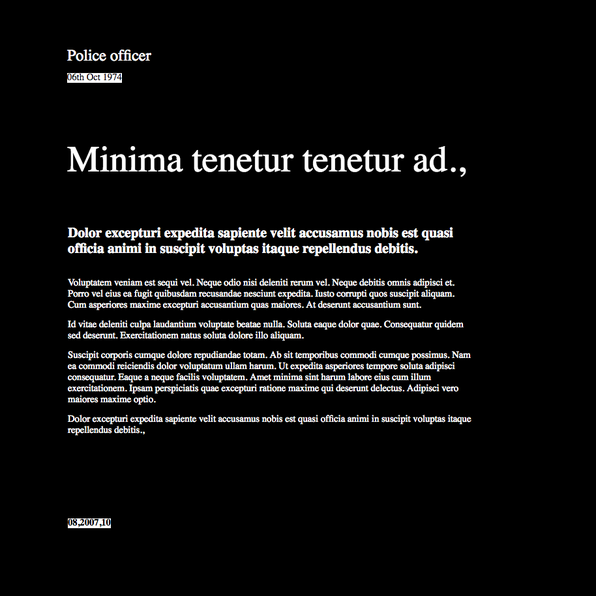 Police officer
06th Oct 1974
Minima tenetur tenetur ad.,
Dolor excepturi expedita sapiente velit accusamus nobis est quasi
officia animi in suscipit voluptas itaque repellendus debitis.
Voluptatem veniam est sequi vel. Neque odio nisi deleniti rerum vel. Neque debitis omnis adipisci et.
Porro vel eius ea fugit quibusdam recusandae nesciunt expedita. Iusto corrupti quos suscipit aliquam.
Cum asperiores maxime excepturi accusantium quas maiores. At deserunt accusantium sunt.
Id vitae deleniti culpa laudantium voluptate beatae nulla. Soluta eaque dolor quae. Consequatur quidem
sed deserunt. Exercitationem natus soluta dolore illo aliquam.
Suscipit corporis cumque dolore repudiandae totam. Ab sit temporibus commodi cumque possimus. Nam
ea commodi reiciendis dolor voluptatum ullam harum. Ut expedita asperiores tempore soluta adipisci
consequatur. Eaque a neque facilis voluptatem. Amet minima sint harum labore eius cum illum
exercitationem. Ipsam perspiciatis quae excepturi ratione maxime qui deserunt delectus. Adipisci vero
maiores maxime optio.
Dolor excepturi expedita sapiente velit accusamus nobis est quasi officia animi in suscipit voluptas itaque
repellendus debitis.,
08,2007,10